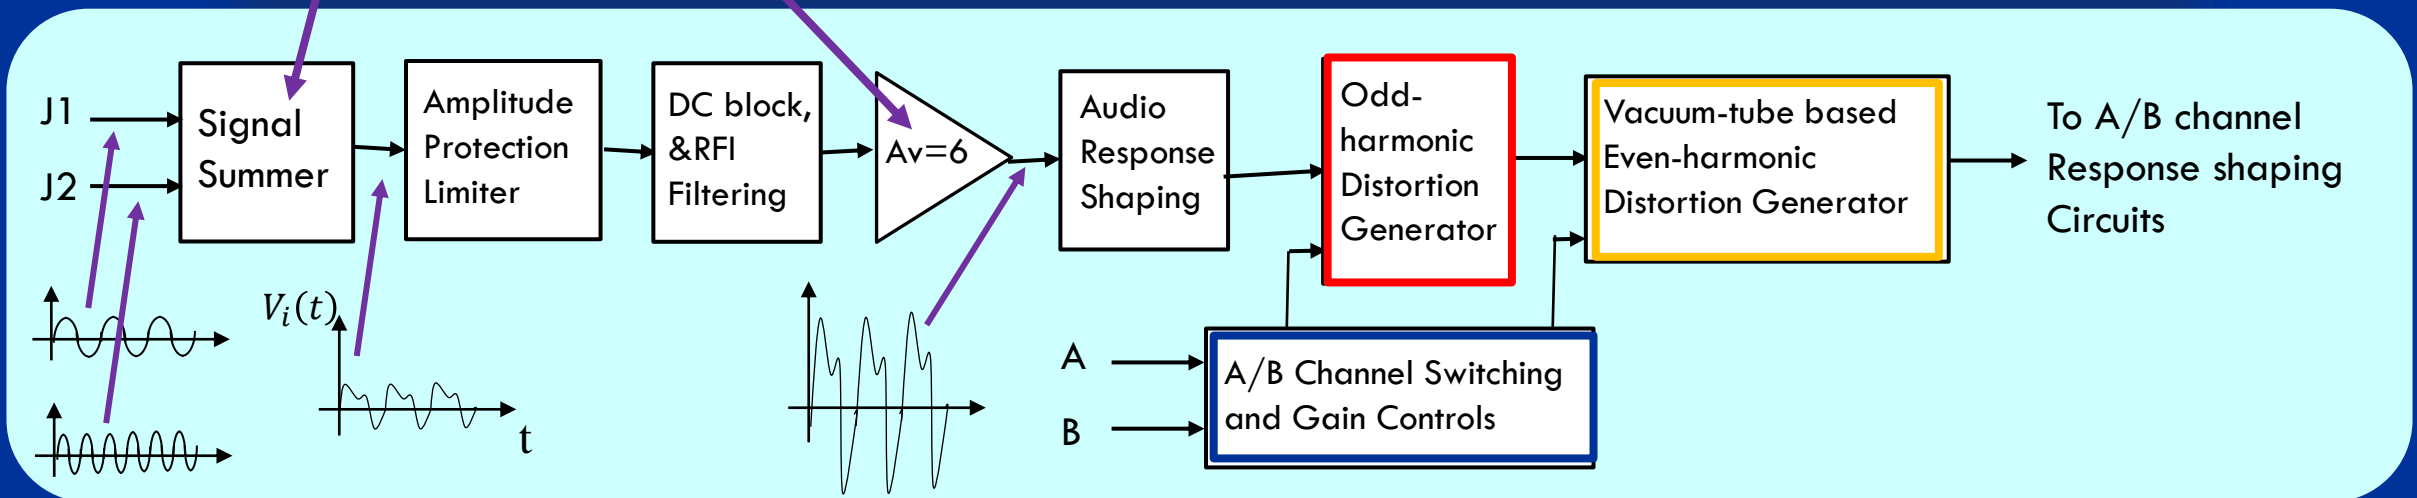 J1
J2
Signal
Summer
Amplitude
Protection
Limiter
DC block,
&RFI
Filtering
Av=6
Audio
Response
Shaping
Odd-
harmonic
Distortion
Generator
Vacuum-tube based
Even-harmonic
Distortion Generator
To A/B channel
Response shaping
Circuits
V_i(t)
t
A
B
A/B Channel Switching
and Gain Controls